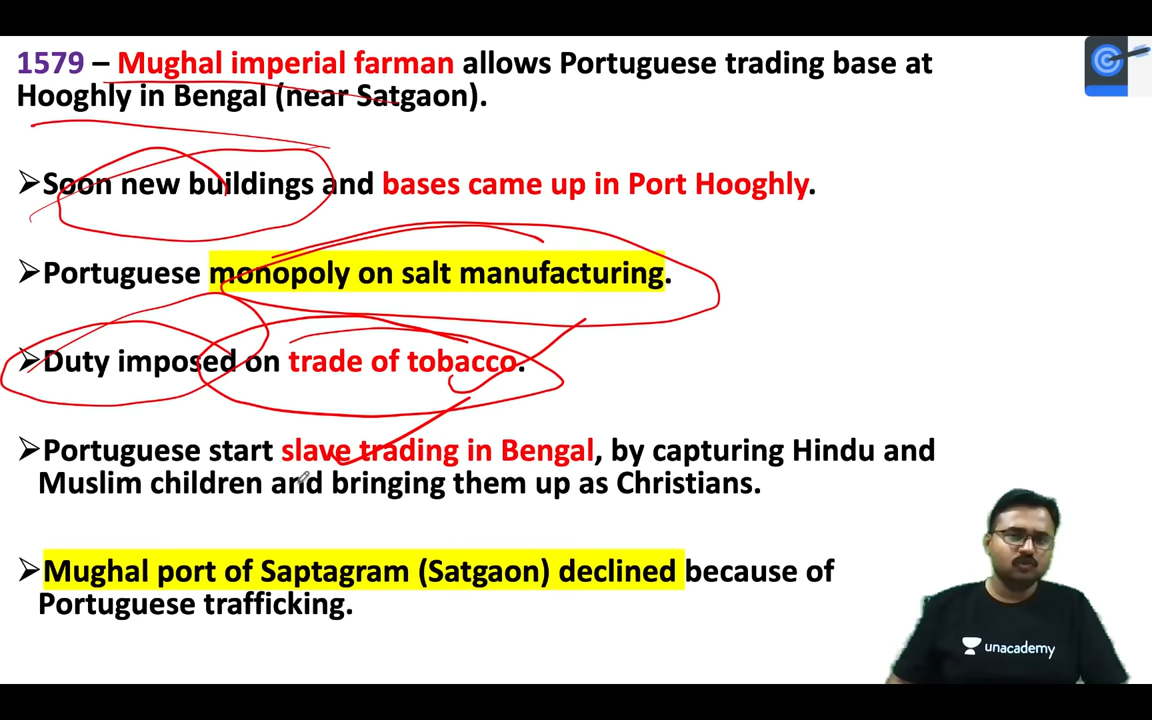 1579 – Mughal imperial farman allows Portuguese trading base at
Hooghly in Bengal (near Satgaon).
➢Soon new buildings and bases came up in Port Hooghly.
➢Portuguese monopoly on salt manufacturing.
➢Duty imposed on trade of tobacco.
➢Portuguese start slave trading in Bengal, by capturing Hindu and
Muslim children and bringing them up as Christians.
➢Mughal port of Saptagram (Satgaon) declined because of
Portuguese trafficking.
unacademy